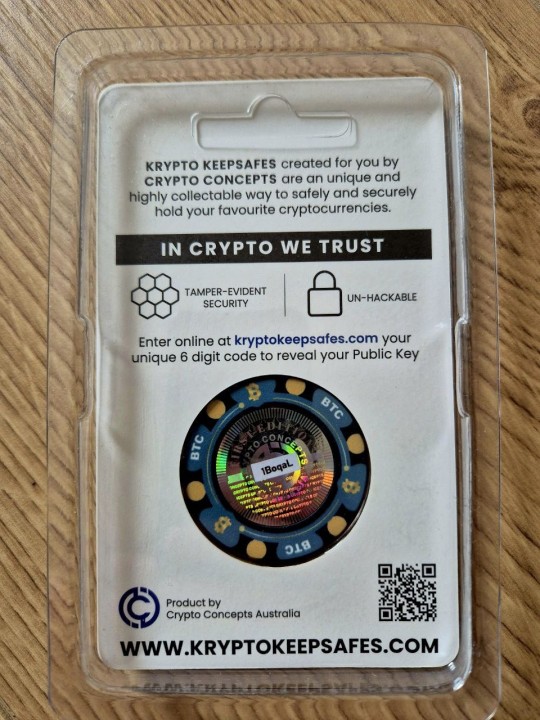 KRYPTO KEEPSAFES created for you by
CRYPTO CONCEPTS are an unique and
highly collectable way to safely and securely
hold your favourite cryptocurrencies.
IN CRYPTO WE TRUST
TAMPER-EVIDENT
SECURITY
UN-HACKABLE
Enter online at kryptokeepsafes.com your
unique 6 digit code to reveal your Public Key
BTC
BTC
BTC
1BoqaL
Product by
Crypto Concepts Australia
WWW.KRYPTOKEEPSAFES.COM